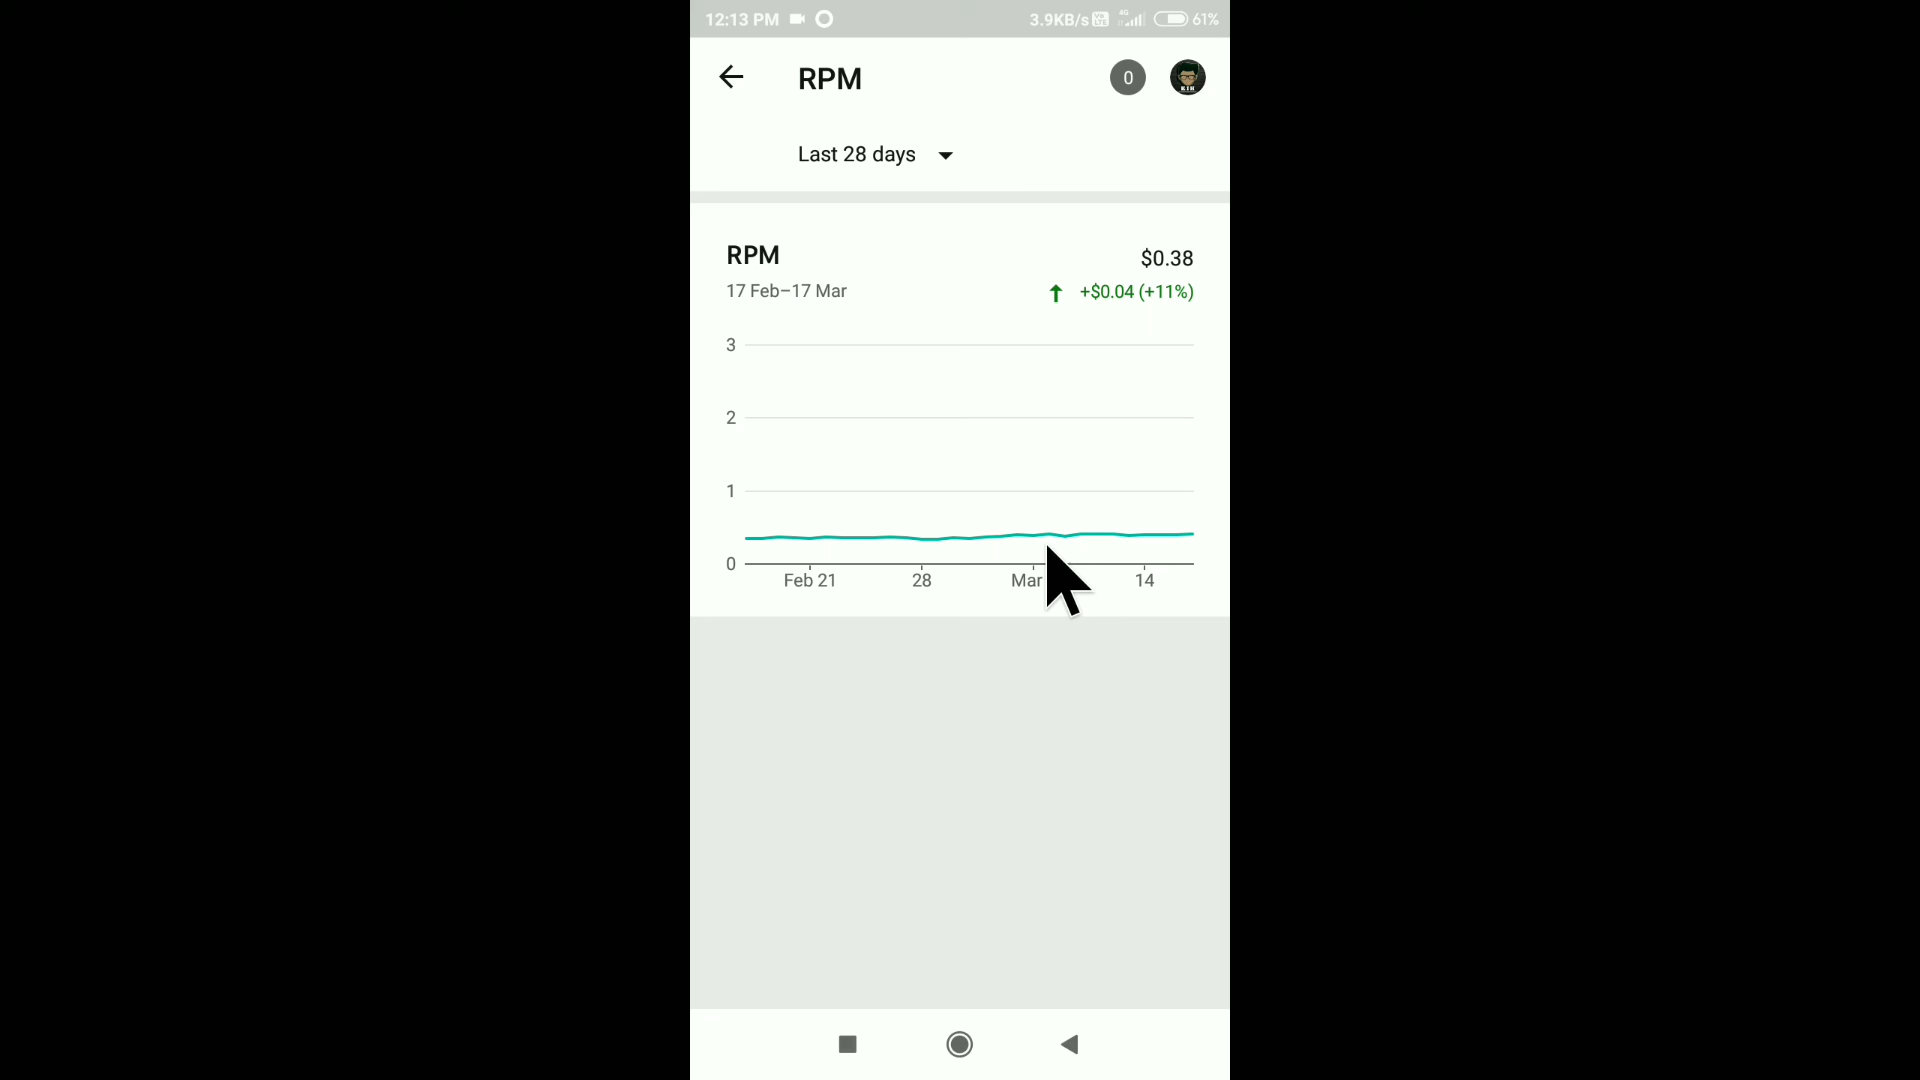 12:13 PM 3.9KB/s 4G 61%
RPM 0
Last 28 days
RPM $0.38
17 Feb–17 Mar +$0.04 (+11%)
3
2
1
0
Feb 21 28 Mar 14